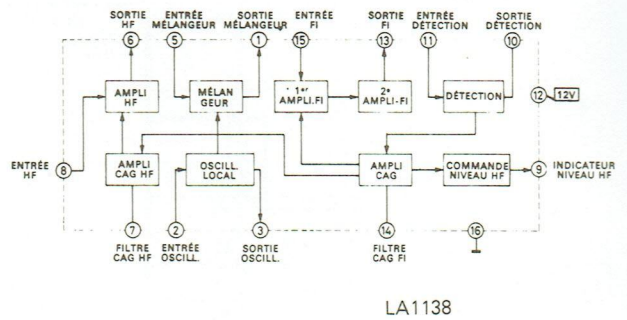 SORTIE HF
ENTRÉE MÉLANGEUR
SORTIE MÉLANGEUR
ENTRÉE FI
SORTIE FI
ENTRÉE DÉTECTION
SORTIE DÉTECTION
6
5
1
15
13
11
10
AMPLI HF
MÉLAN GEUR
1er AMPLI.FI
2e AMPLI-FI
DÉTECTION
12
12V
ENTRÉE HF
8
AMPLI CAG HF
OSCILL. LOCAL
AMPLI CAG
COMMANDE NIVEAU HF
9
INDICATEUR NIVEAU HF
7
2
3
14
16
FILTRE CAG HF
ENTRÉE OSCILL.
SORTIE OSCILL.
FILTRE CAG FI
LA1138